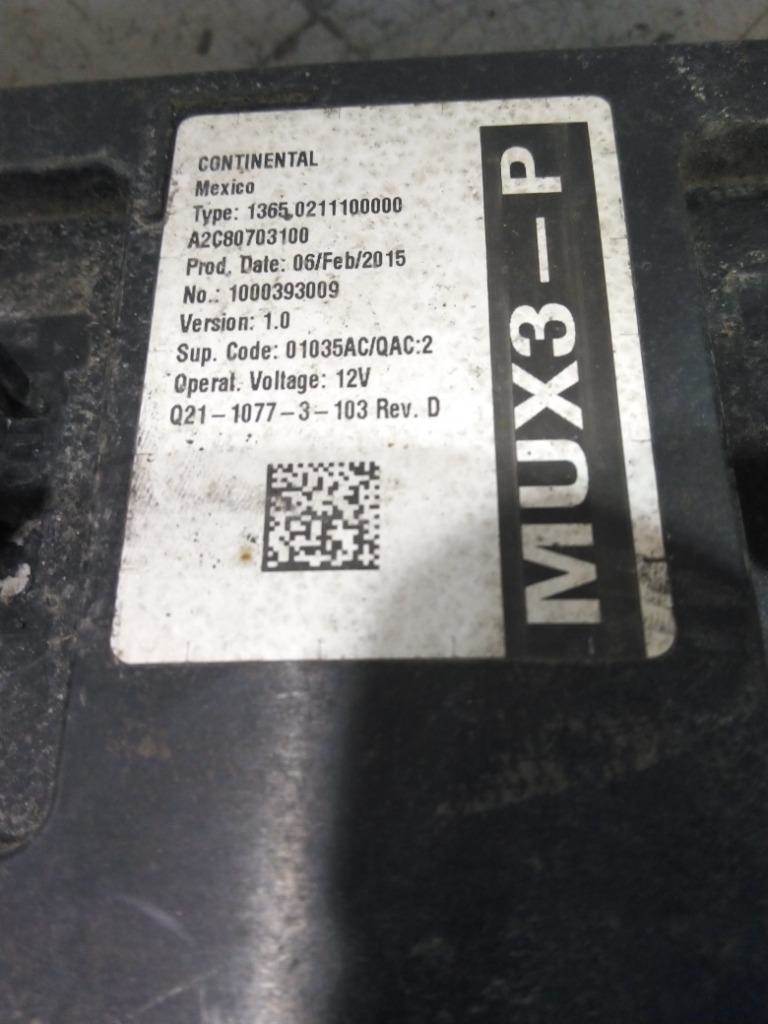 CONTINENTAL
Mexico
Type: 1365.0211100000
A2C80703100
Prod. Date: 06/Feb/2015
No.: 1000393009
Version: 1.0
Sup. Code: 01035AC/QAC:2
Operat. Voltage: 12V
Q21-1077-3-103 Rev. D
MUX3-P